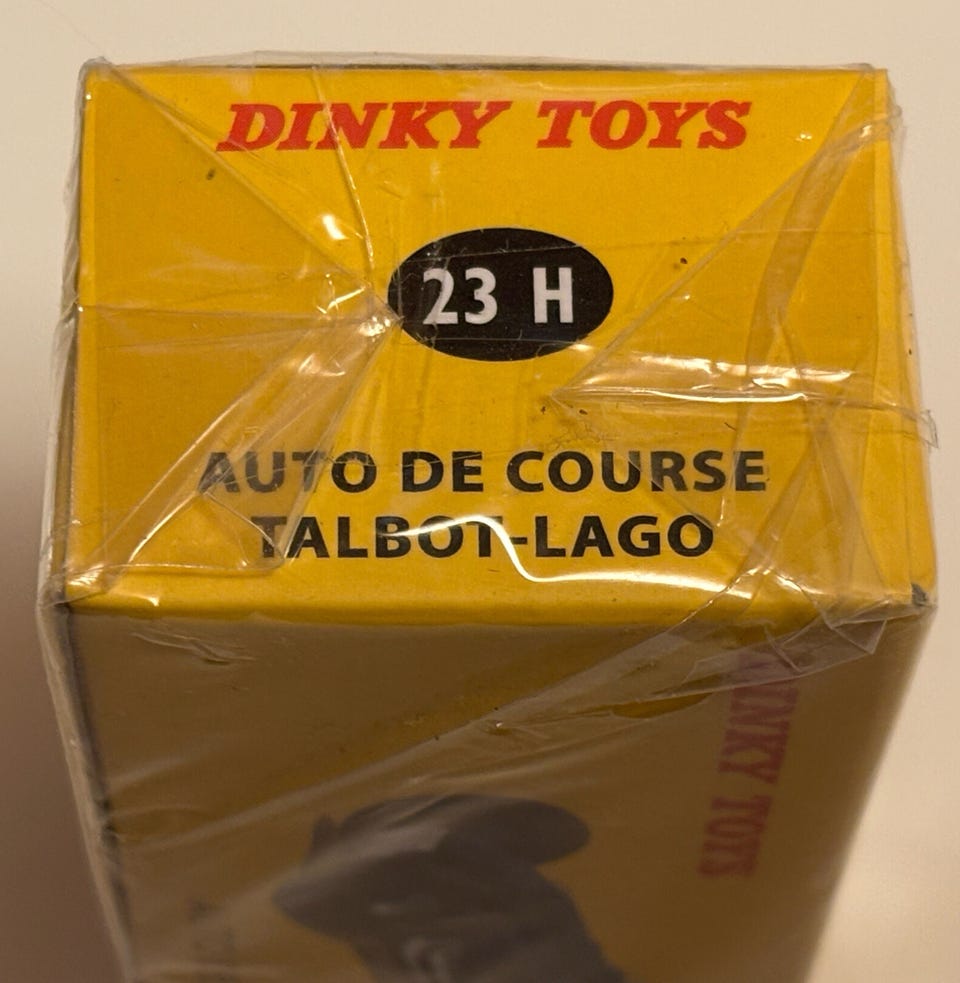 DINKY TOYS
23 H
AUTO DE COURSE
TALBOT-LAGO
DINKY TOYS